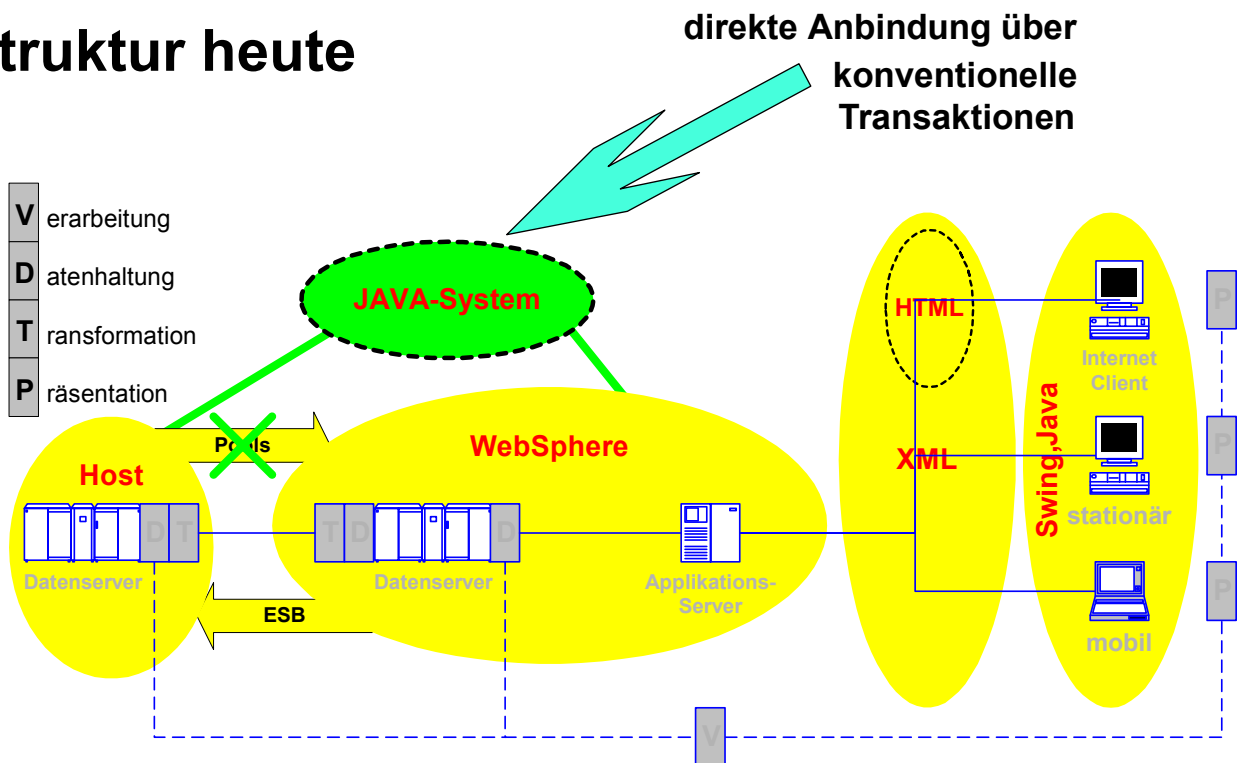 truktur heute
direkte Anbindung über
konventionelle
Transaktionen
V erarbeitung
D atenhaltung
T ransformation
P räsentation
JAVA-System
HTML
P
Internet
Client
Pools
WebSphere
Host
XML
Swing,Java
P
stationär
D T
T D
D
Datenserver
Datenserver
Applikations-
Server
P
ESB
mobil
V